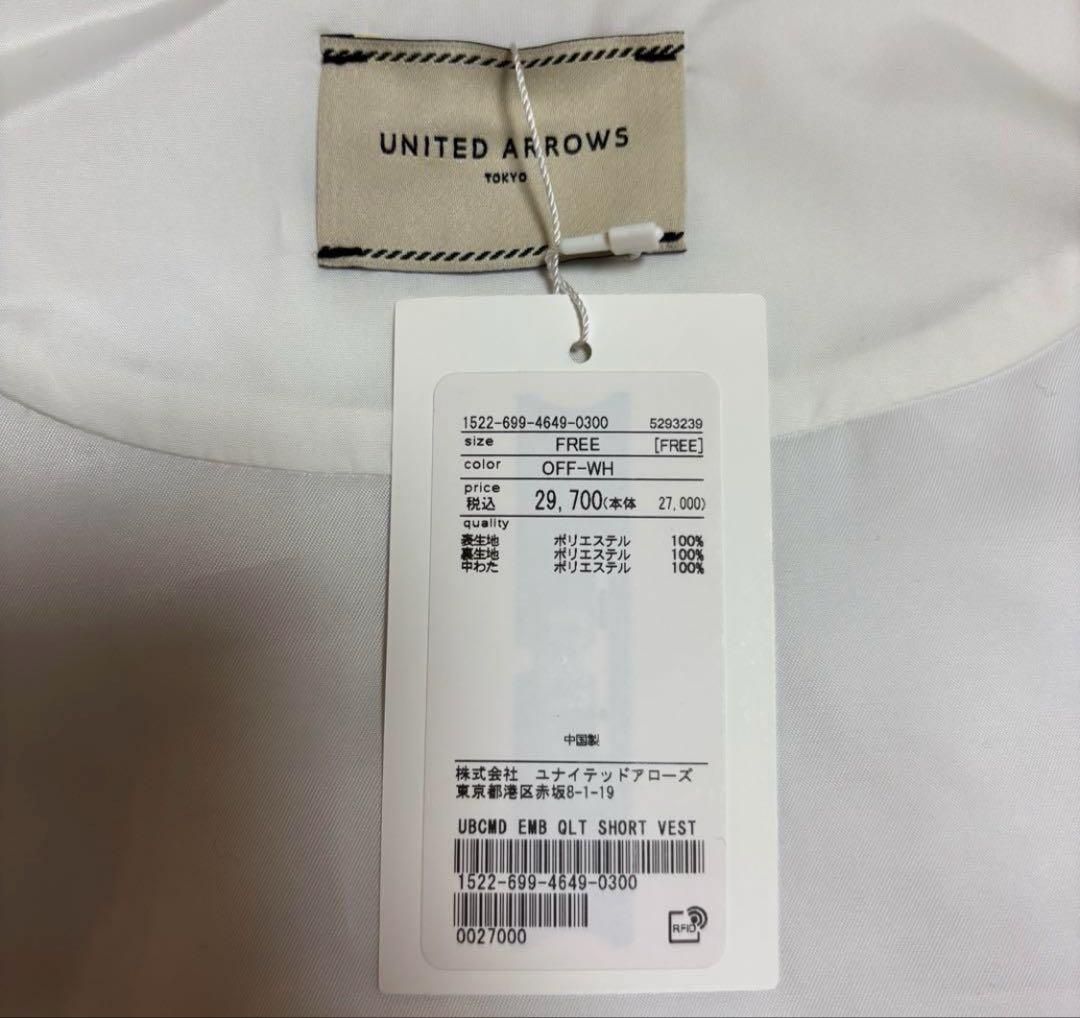 UNITED ARROWS
TOKYO
1522-699-4649-0300 5293239
size FREE [FREE]
color OFF-WH
price
税込 29,700(本体 27,000)
quality
表生地 ポリエステル 100%
裏生地 ポリエステル 100%
中わた ポリエステル 100%
中国製
株式会社 ユナイテッドアローズ
東京都港区赤坂8-1-19
UBCMD EMB QLT SHORT VEST
1522-699-4649-0300
0027000
RFID